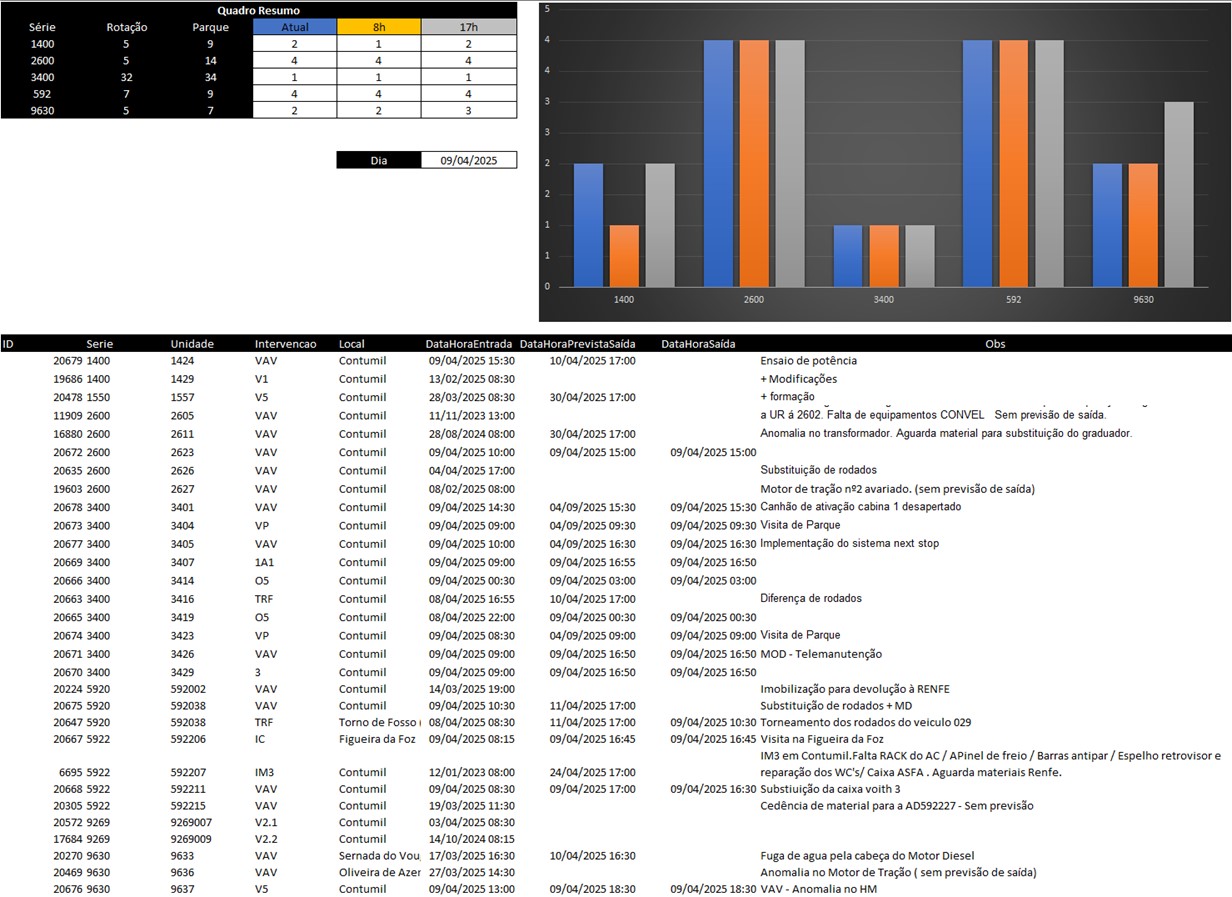 Quadro Resumo
Série Rotação Parque Atual 8h 17h
1400 5 9 2 1 2
2600 5 14 4 4 4
3400 32 34 1 1 1
592 7 9 4 4 4
9630 5 7 2 2 3
Dia 09/04/2025
5
4
4
3
3
2
2
1
1
0
1400 2600 3400 592 9630
ID Serie Unidade Intervencao Local DataHoraEntrada DataHoraPrevistaSaída DataHoraSaída Obs
20679 1400 1424 VAV Contumil 09/04/2025 15:30 10/04/2025 17:00 Ensaio de potência
19686 1400 1429 V1 Contumil 13/02/2025 08:30 + Modificações
20478 1550 1557 V5 Contumil 28/03/2025 08:30 30/04/2025 17:00 + formação
11909 2600 2605 VAV Contumil 11/11/2023 13:00 a UR á 2602. Falta de equipamentos CONVEL Sem previsão de saída.
16880 2600 2611 VAV Contumil 28/08/2024 08:00 30/04/2025 17:00 Anomalia no transformador. Aguarda material para substituição do graduador.
20672 2600 2623 VAV Contumil 09/04/2025 10:00 09/04/2025 15:00 09/04/2025 15:00
20635 2600 2626 VAV Contumil 04/04/2025 17:00 Substituição de rodados
19603 2600 2627 VAV Contumil 08/02/2025 08:00 Motor de tração nº2 avariado. (sem previsão de saída)
20678 3400 3401 VAV Contumil 09/04/2025 14:30 04/09/2025 15:30 09/04/2025 15:30 Canhão de ativação cabina 1 desapertado
20673 3400 3404 VP Contumil 09/04/2025 09:00 04/09/2025 09:30 09/04/2025 09:30 Visita de Parque
20677 3400 3405 VAV Contumil 09/04/2025 10:00 04/09/2025 16:30 09/04/2025 16:30 Implementação do sistema next stop
20669 3400 3407 1A1 Contumil 09/04/2025 09:00 09/04/2025 16:55 09/04/2025 16:50
20666 3400 3414 O5 Contumil 09/04/2025 00:30 09/04/2025 03:00 09/04/2025 03:00
20663 3400 3416 TRF Contumil 08/04/2025 16:55 10/04/2025 17:00 Diferença de rodados
20665 3400 3419 O5 Contumil 08/04/2025 22:00 09/04/2025 00:30 09/04/2025 00:30
20674 3400 3423 VP Contumil 09/04/2025 08:30 04/09/2025 09:00 09/04/2025 09:00 Visita de Parque
20671 3400 3426 VAV Contumil 09/04/2025 09:00 09/04/2025 16:50 09/04/2025 16:50 MOD - Telemanutenção
20670 3400 3429 3 Contumil 09/04/2025 09:00 09/04/2025 16:50 09/04/2025 16:50
20224 5920 592002 VAV Contumil 14/03/2025 19:00 Imobilização para devolução à RENFE
20675 5920 592038 VAV Contumil 09/04/2025 10:30 11/04/2025 17:00 Substituição de rodados + MD
20647 5920 592038 TRF Torno de Fosso ( 08/04/2025 08:30 11/04/2025 17:00 09/04/2025 10:30 Torneamento dos rodados do veiculo 029
20667 5922 592206 IC Figueira da Foz 09/04/2025 08:15 09/04/2025 16:45 09/04/2025 16:45 Visita na Figueira da Foz
IM3 em Contumil.Falta RACK do AC / APinel de freio / Barras antipar / Espelho retrovisor e
6695 5922 592207 IM3 Contumil 12/01/2023 08:00 24/04/2025 17:00 reparação dos WC's/ Caixa ASFA . Aguarda materiais Renfe.
20668 5922 592211 VAV Contumil 09/04/2025 08:30 09/04/2025 17:00 09/04/2025 16:30 Substiuição da caixa voith 3
20305 5922 592215 VAV Contumil 19/03/2025 11:30 Cedência de material para a AD592227 - Sem previsão
20572 9269 9269007 V2.1 Contumil 03/04/2025 08:30
17684 9269 9269009 V2.2 Contumil 14/10/2024 08:15
20270 9630 9633 VAV Sernada do Vou 17/03/2025 16:30 10/04/2025 16:30 Fuga de agua pela cabeça do Motor Diesel
20469 9630 9636 VAV Oliveira de Azer 27/03/2025 14:30 Anomalia no Motor de Tração ( sem previsão de saída)
20676 9630 9637 V5 Contumil 09/04/2025 13:00 09/04/2025 18:30 09/04/2025 18:30 VAV - Anomalia no HM